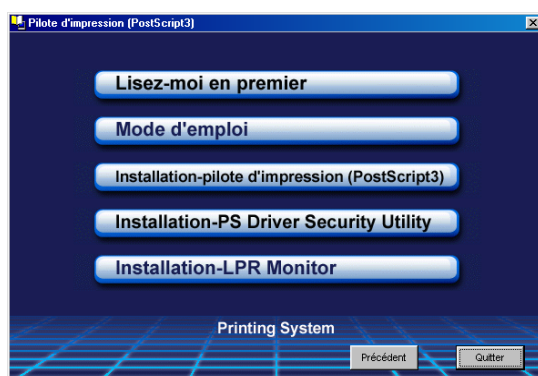 Pilote d'impression (PostScript3)
Lisez-moi en premier
Mode d'emploi
Installation-pilote d'impression (PostScript3)
Installation-PS Driver Security Utility
Installation-LPR Monitor
Printing System
Précédent
Quitter